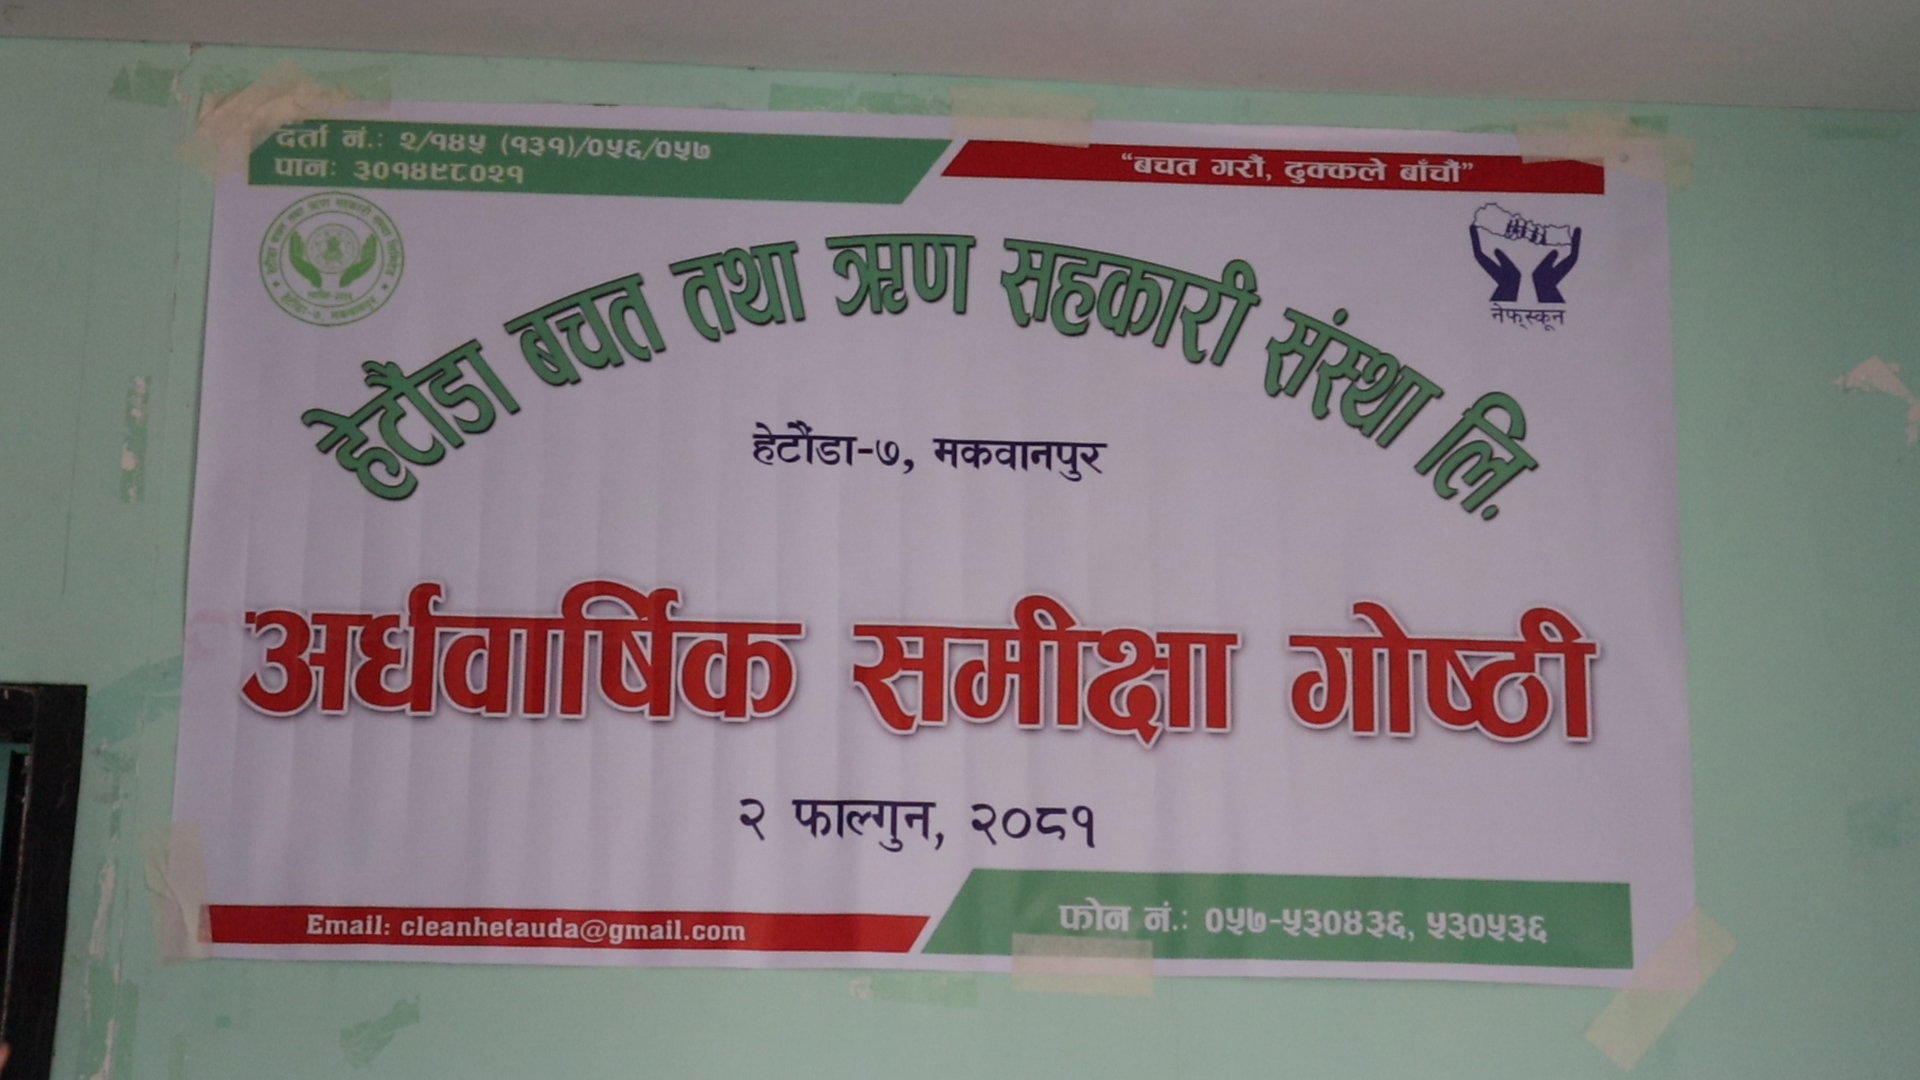 दर्ता नं.: २/१४५ (१३१)/०५६/०५७
पानः ३०१४९८०२१
“बचत गरौं, ढुक्कले बाँचौं”
नेफ्स्कून
हेटौंडा बचत तथा ऋण सहकारी संस्था लि.
हेटौंडा-७, मकवानपुर
अर्धवार्षिक समीक्षा गोष्ठी
२ फाल्गुन, २०८१
Email: cleanhetauda@gmail.com
फोन नं.: ०५७-५३०४३६, ५३०५३६